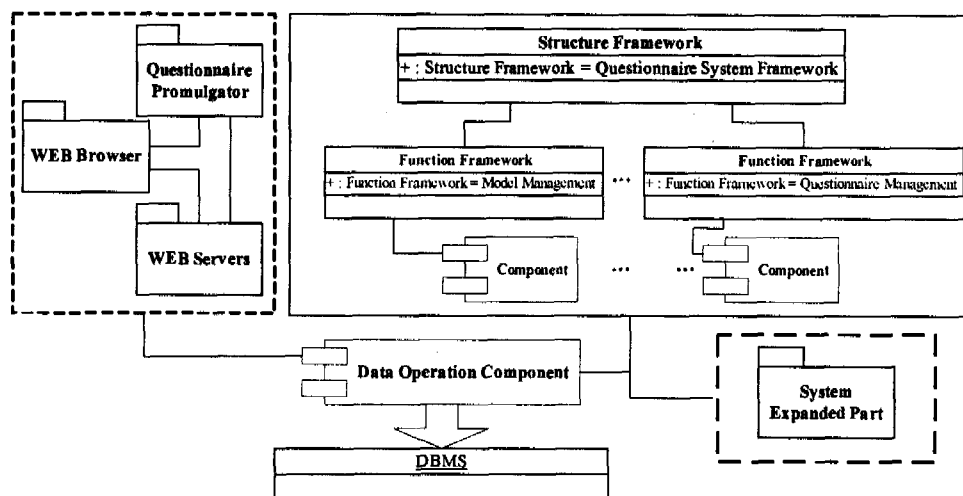 Questionnaire
Promulgator
WEB Browser
WEB Servers
Structure Framework
+ : Structure Framework = Questionnaire System Framework
Function Framework
+ : Function Framework = Model Management
...
Function Framework
+ : Function Framework = Questionnaire Management
Component
...
...
Component
Data Operation Component
System
Expanded Part
DBMS